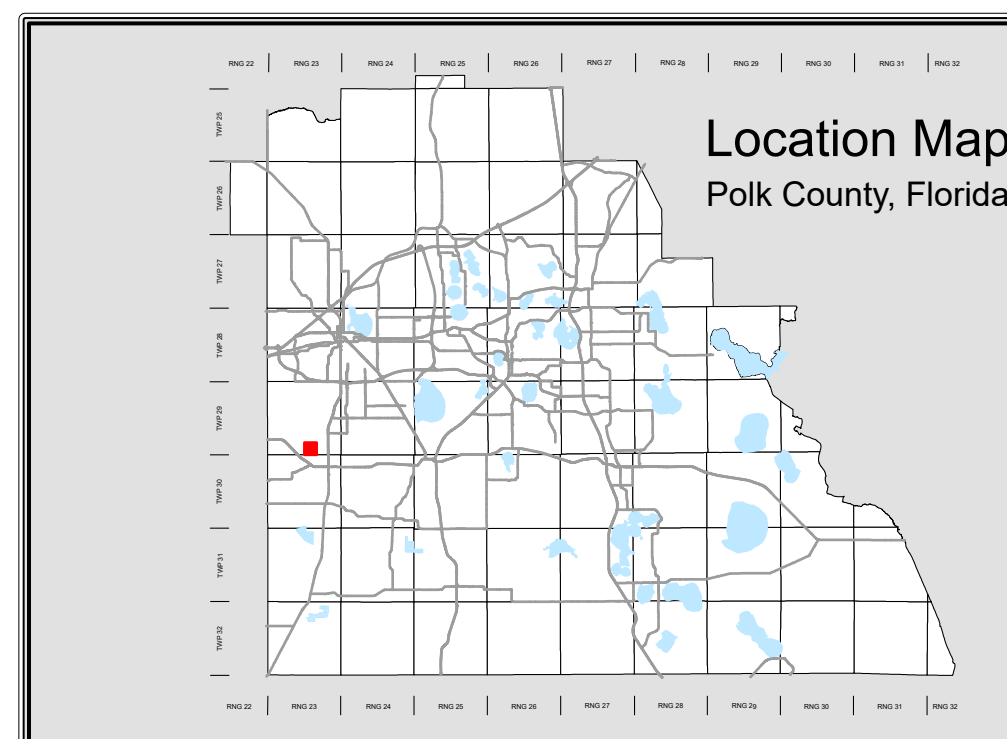 RNG 22 RNG 23 RNG 24 RNG 25 RNG 26 RNG 27 RNG 28 RNG 29 RNG 30 RNG 31 RNG 32
Location Map
Polk County, Florida
TWP 25
TWP 26
TWP 27
TWP 28
TWP 29
TWP 30
TWP 31
TWP 32
RNG 22 RNG 23 RNG 24 RNG 25 RNG 26 RNG 27 RNG 28 RNG 29 RNG 30 RNG 31 RNG 32